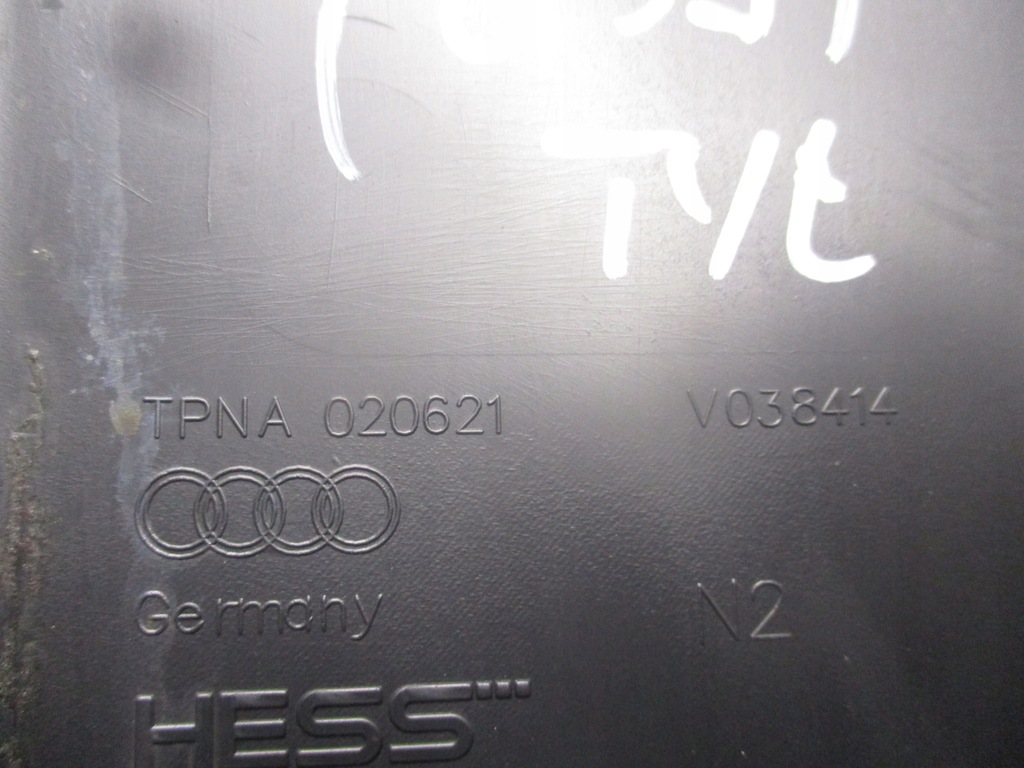 T/t
TPNA 020621 V038414
Germany N2
HESS